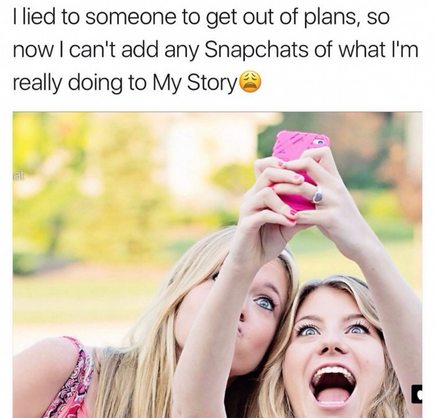 I lied to someone to get out of plans, so
now I can't add any Snapchats of what I'm
really doing to My Story😩